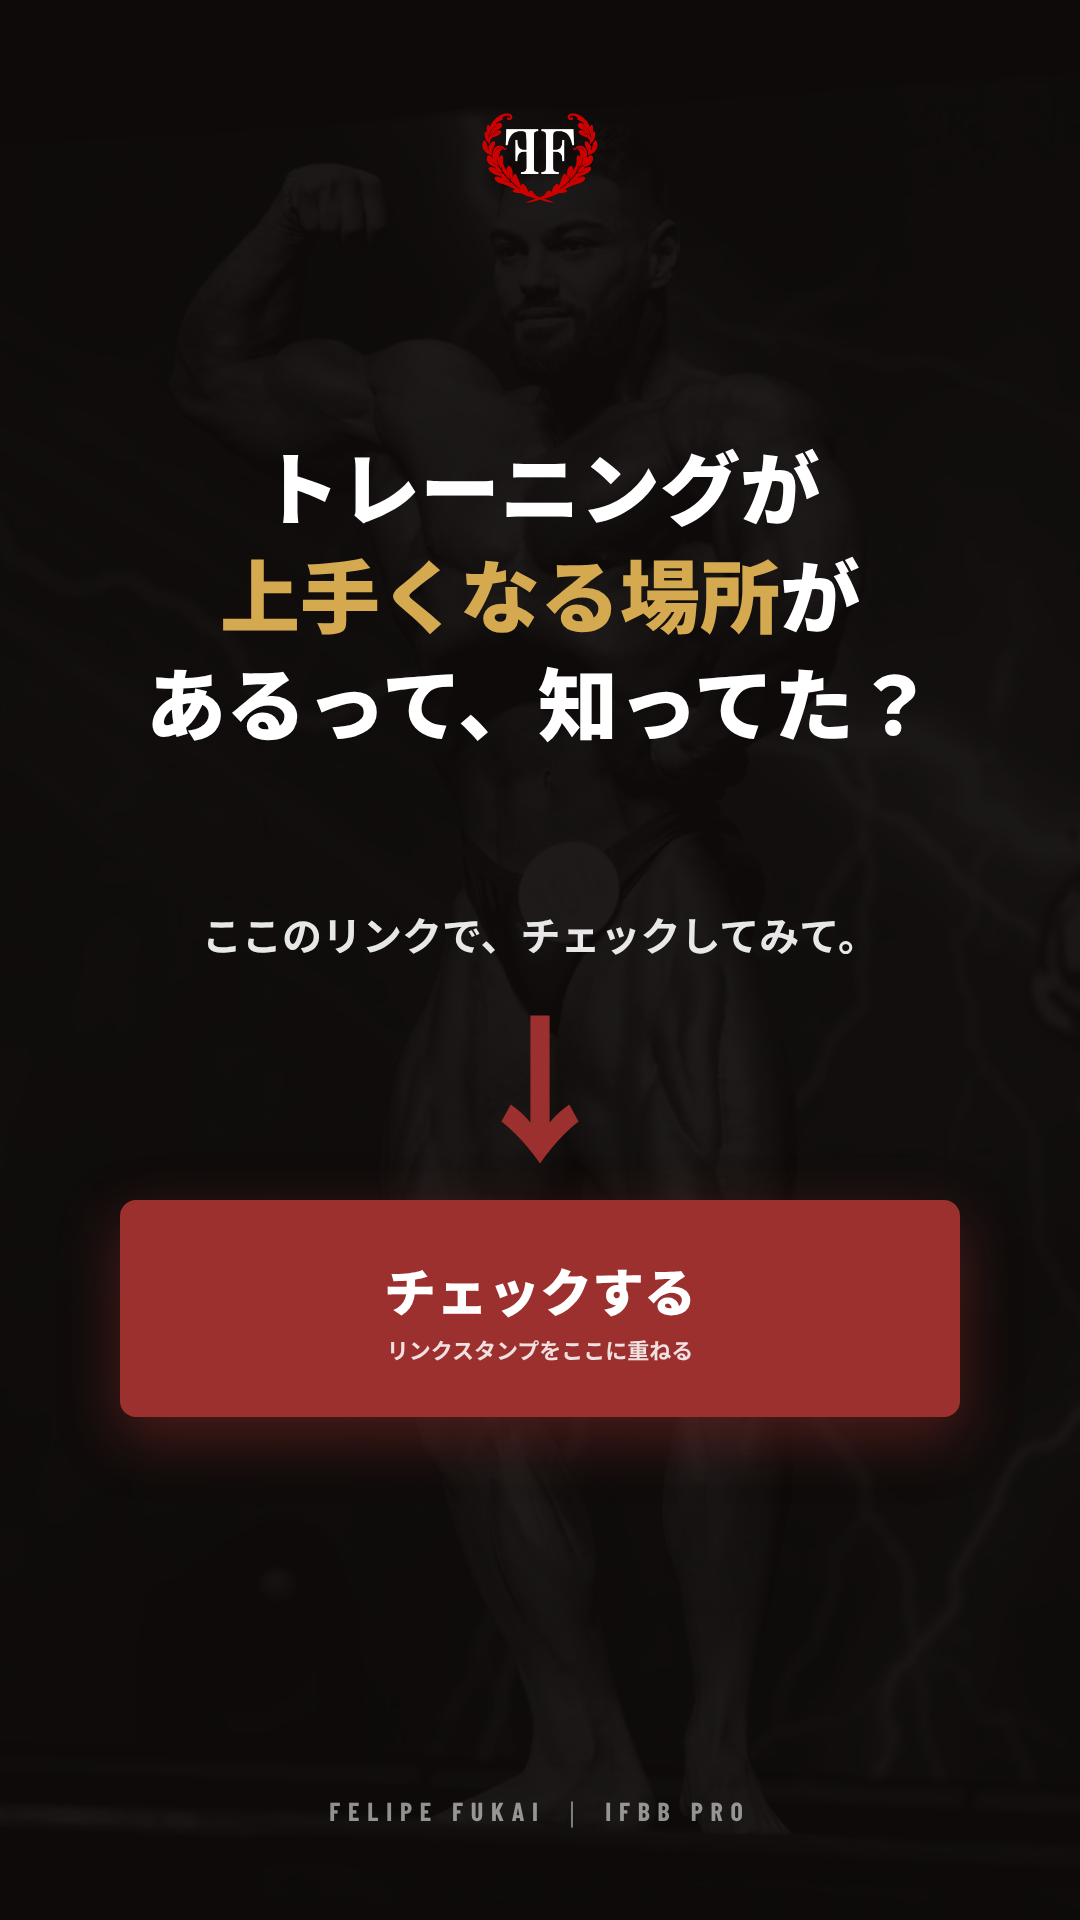 FF
トレーニングが
上手くなる場所が
あるって、知ってた？
ここのリンクで、チェックしてみて。
↓
チェックする
リンクスタンプをここに重ねる
FELIPE FUKAI | IFBB PRO